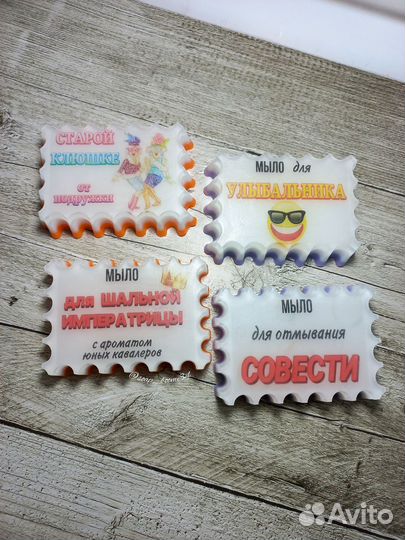 СТАРОЙ
КЛЮШКЕ
от
подружки
МЫЛО для
УЛЫБАЛЬНИКА
МЫЛО
для ШАЛЬНОЙ
ИМПЕРАТРИЦЫ
с ароматом
юных кавалеров
МЫЛО
для отмывания
СОВЕСТИ
Avito